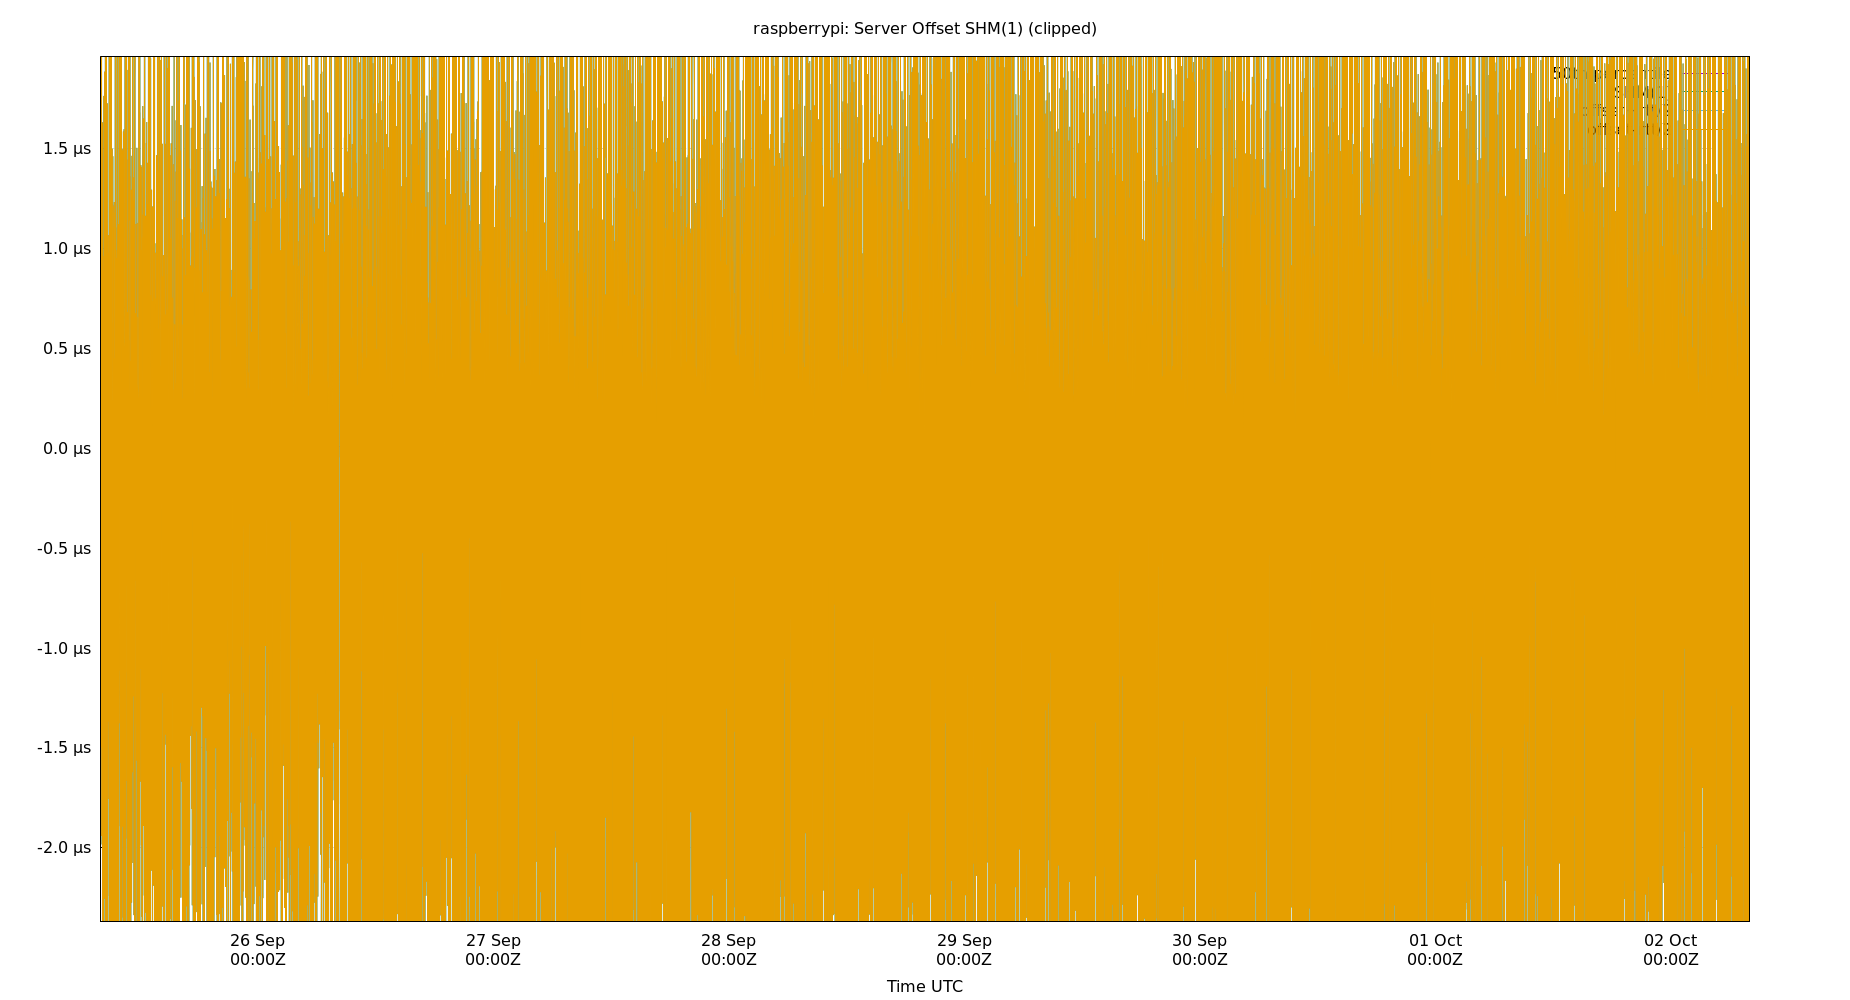 raspberrypi: Server Offset SHM(1) (clipped)
1.5 µs
1.0 µs
0.5 µs
0.0 µs
-0.5 µs
-1.0 µs
-1.5 µs
-2.0 µs
26 Sep 27 Sep 28 Sep 29 Sep 30 Sep 01 Oct 02 Oct
00:00Z 00:00Z 00:00Z 00:00Z 00:00Z 00:00Z 00:00Z
Time UTC